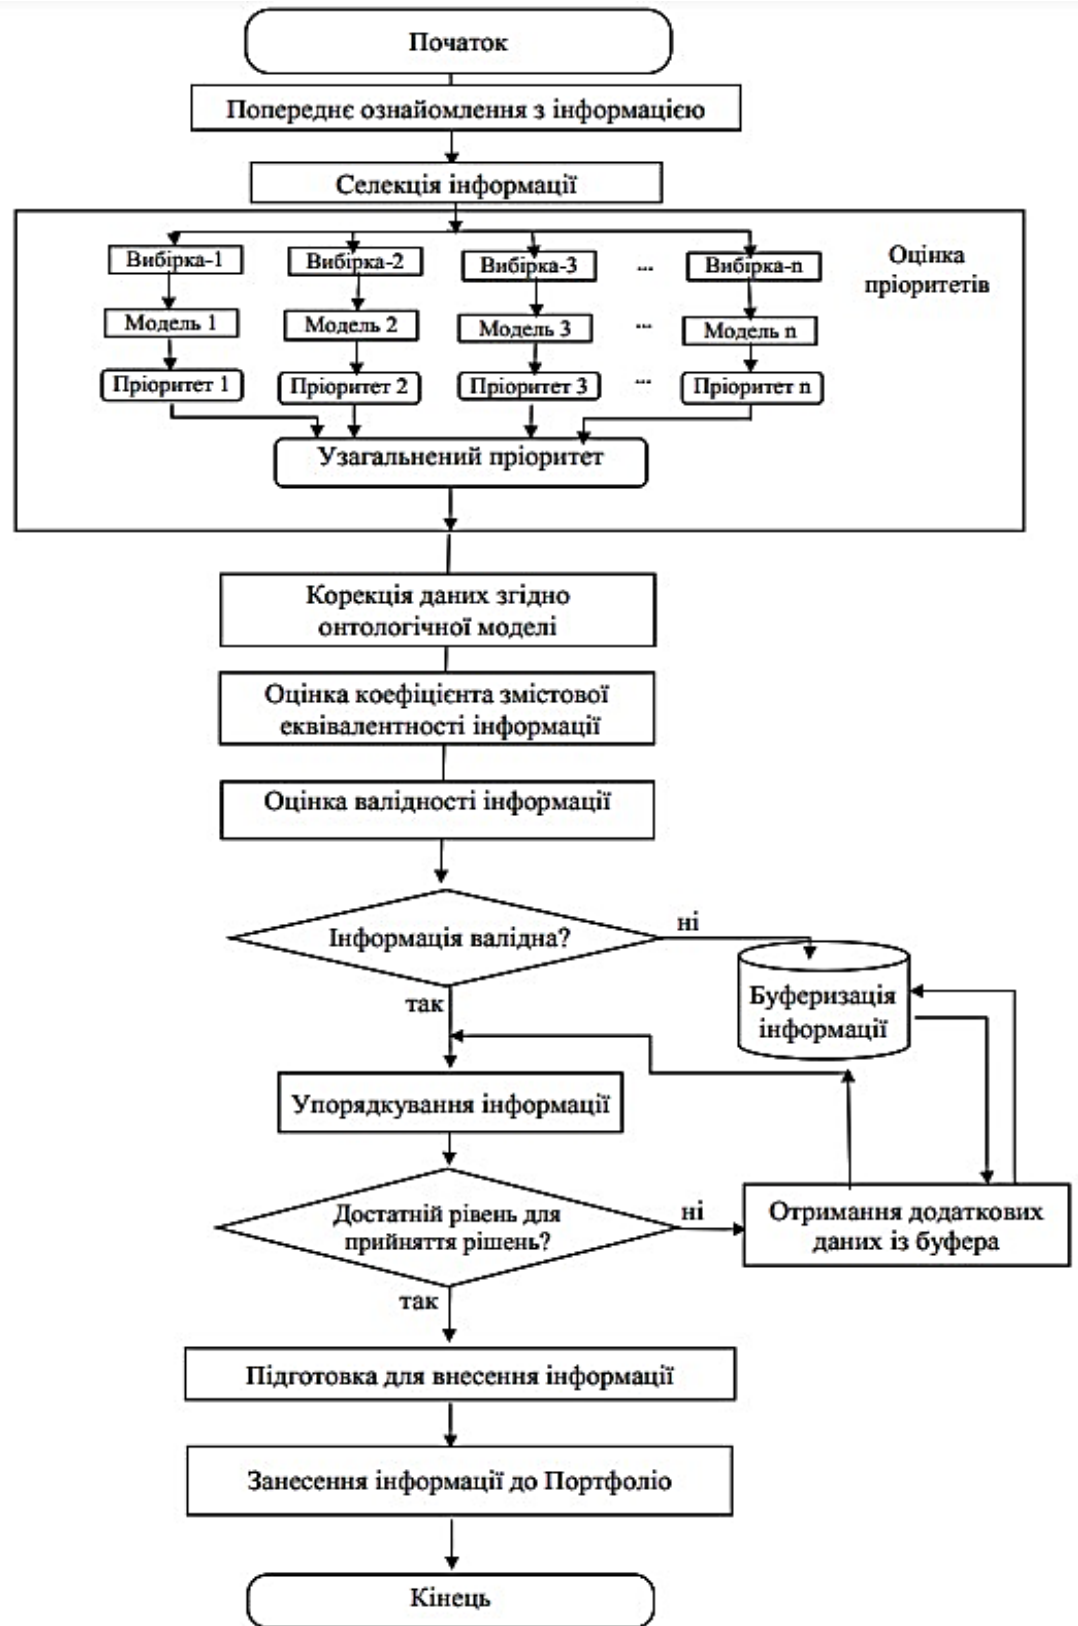 Початок
Попереднє ознайомлення з інформацією
Селекція інформації
Вибірка-1
Вибірка-2
Вибірка-3
...
Вибірка-n
Оцінка
пріоритетів
Модель 1
Модель 2
Модель 3
...
Модель n
Пріоритет 1
Пріоритет 2
Пріоритет 3
...
Пріоритет n
Узагальнений пріоритет
Корекція даних згідно
онтологічної моделі
Оцінка коефіцієнта змістової
еквівалентності інформації
Оцінка валідності інформації
Інформація валідна?
ні
так
Буферизація
інформації
Упорядкування інформації
Достатній рівень для
прийняття рішень?
ні
так
Отримання додаткових
даних із буфера
Підготовка для внесення інформації
Занесення інформації до Портфоліо
Кінець